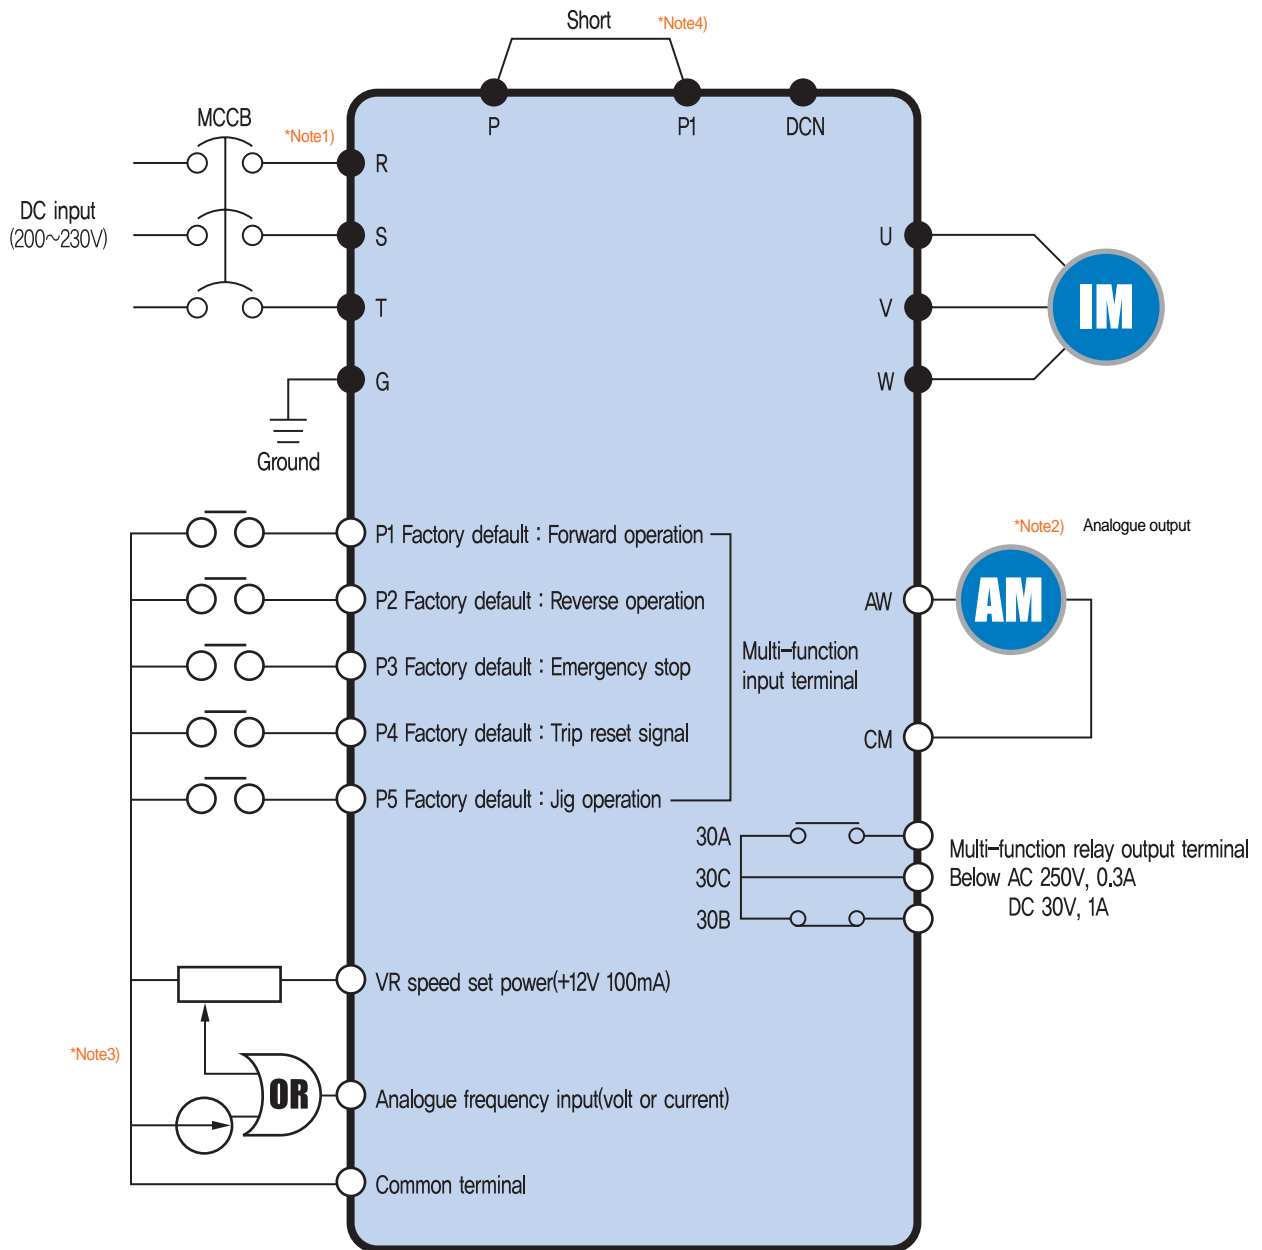 Short *Note4)
MCCB
*Note1)
P
P1
DCN
R
DC input
(200~230V)
S
U
T
V
IM
G
W
Ground
P1 Factory default : Forward operation
*Note2) Analogue output
P2 Factory default : Reverse operation
AW
AM
P3 Factory default : Emergency stop
Multi-function
input terminal
P4 Factory default : Trip reset signal
CM
P5 Factory default : Jig operation
30A
30C
30B
Multi-function relay output terminal
Below AC 250V, 0.3A
DC 30V, 1A
VR speed set power(+12V 100mA)
*Note3)
OR
Analogue frequency input(volt or current)
Common terminal